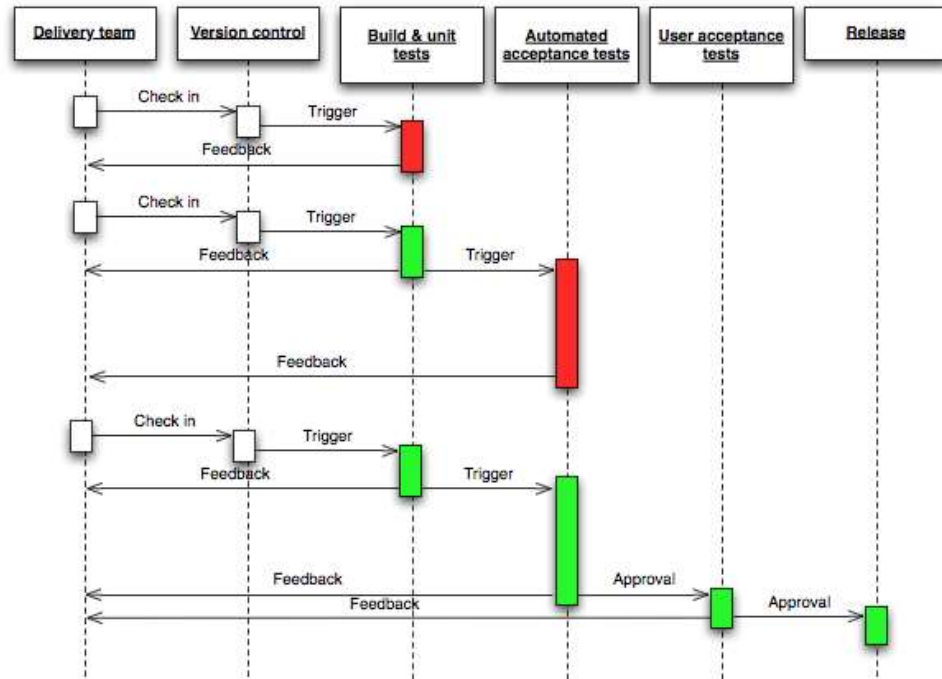 Delivery team
Version control
Build & unit
tests
Automated
acceptance tests
User acceptance
tests
Release
Check in
Trigger
Feedback
Check in
Trigger
Feedback
Trigger
Feedback
Check in
Trigger
Feedback
Trigger
Feedback
Approval
Feedback
Approval